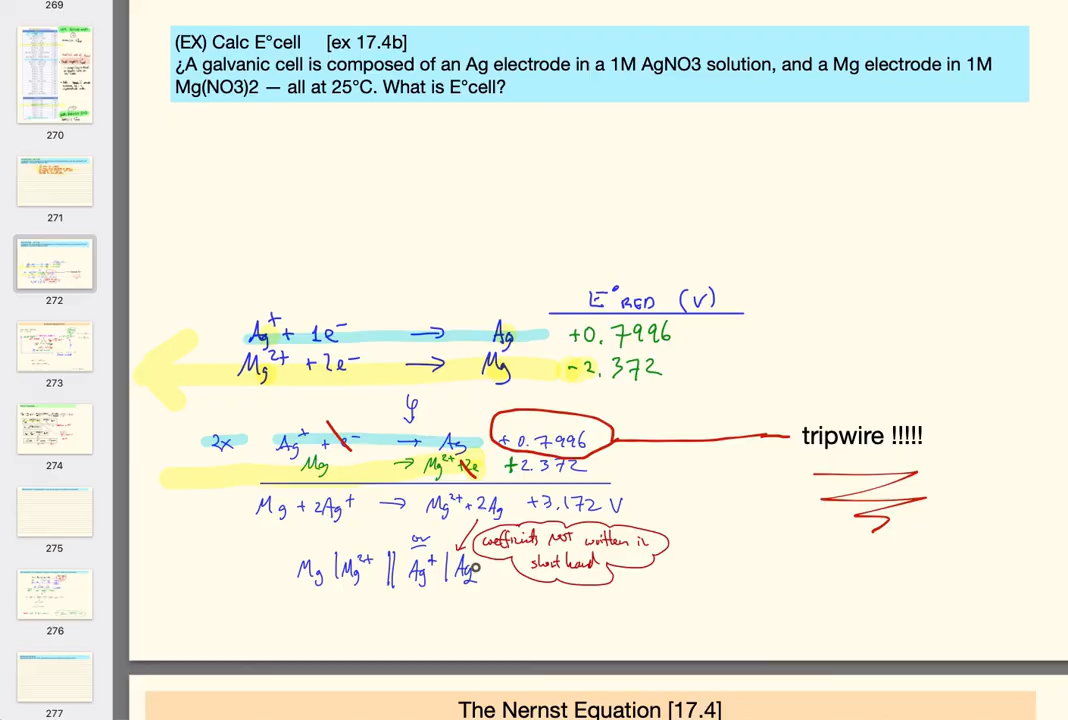 269
270
271
272
273
274
275
276
277
(EX) Calc E°cell [ex 17.4b]
¿A galvanic cell is composed of an Ag electrode in a 1M AgNO3 solution, and a Mg electrode in 1M
Mg(NO3)2 — all at 25°C. What is E°cell?
E° RED (V)
Ag⁺ + 1e⁻ → Ag +0.7996
Mg²⁺ + 2e⁻ → Mg -2.372
2x Ag⁺ + e⁻ → Ag +0.7996
tripwire !!!!!
Mg → Mg²⁺ + 2e +2.372
Mg + 2Ag⁺ → Mg²⁺ + 2Ag +3.172 V
or
Mg | Mg²⁺ || Ag⁺ | Ag
coefficients not written in
short hand
The Nernst Equation [17.4]